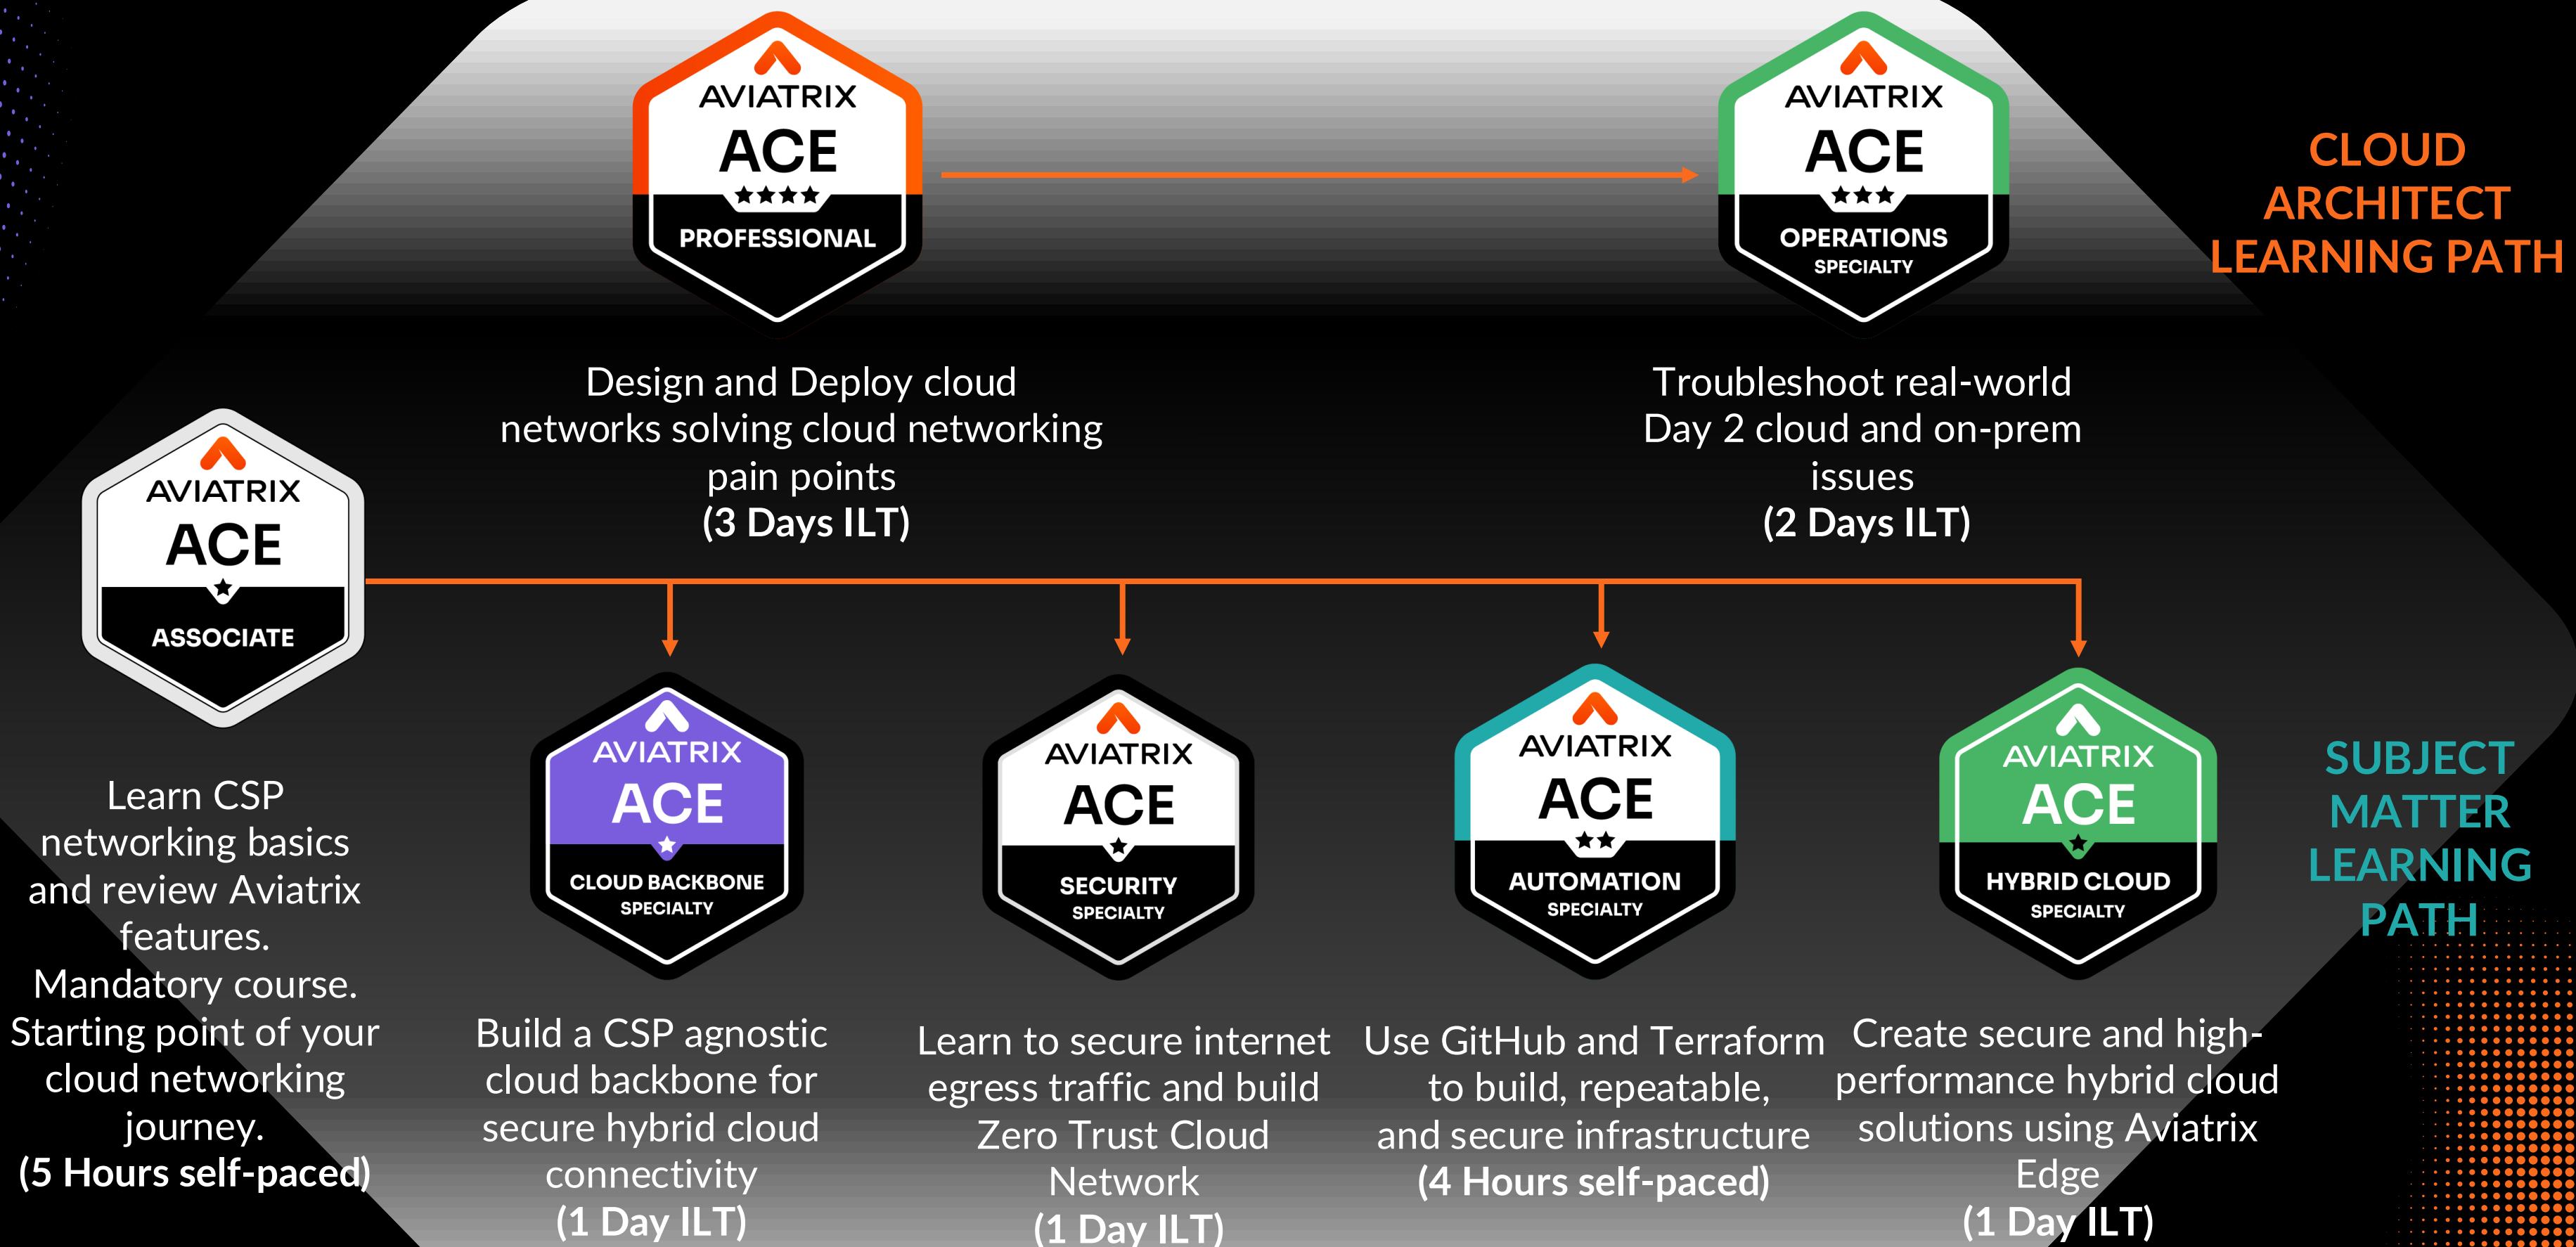 AVIATRIX
ACE
PROFESSIONAL
Design and Deploy cloud
networks solving cloud networking
pain points
(3 Days ILT)
AVIATRIX
ACE
OPERATIONS
SPECIALTY
Troubleshoot real-world
Day 2 cloud and on-prem
issues
(2 Days ILT)
CLOUD
ARCHITECT
LEARNING PATH
AVIATRIX
ACE
ASSOCIATE
Learn CSP
networking basics
and review Aviatrix
features.
Mandatory course.
Starting point of your
cloud networking
journey.
(5 Hours self-paced)
AVIATRIX
ACE
CLOUD BACKBONE
SPECIALTY
Build a CSP agnostic
cloud backbone for
secure hybrid cloud
connectivity
(1 Day ILT)
AVIATRIX
ACE
SECURITY
SPECIALTY
Learn to secure internet
egress traffic and build
Zero Trust Cloud
Network
(1 Day ILT)
AVIATRIX
ACE
AUTOMATION
SPECIALTY
Use GitHub and Terraform
to build, repeatable,
and secure infrastructure
(4 Hours self-paced)
AVIATRIX
ACE
HYBRID CLOUD
SPECIALTY
Create secure and high-
performance hybrid cloud
solutions using Aviatrix
Edge
(1 Day ILT)
SUBJECT
MATTER
LEARNING
PATH